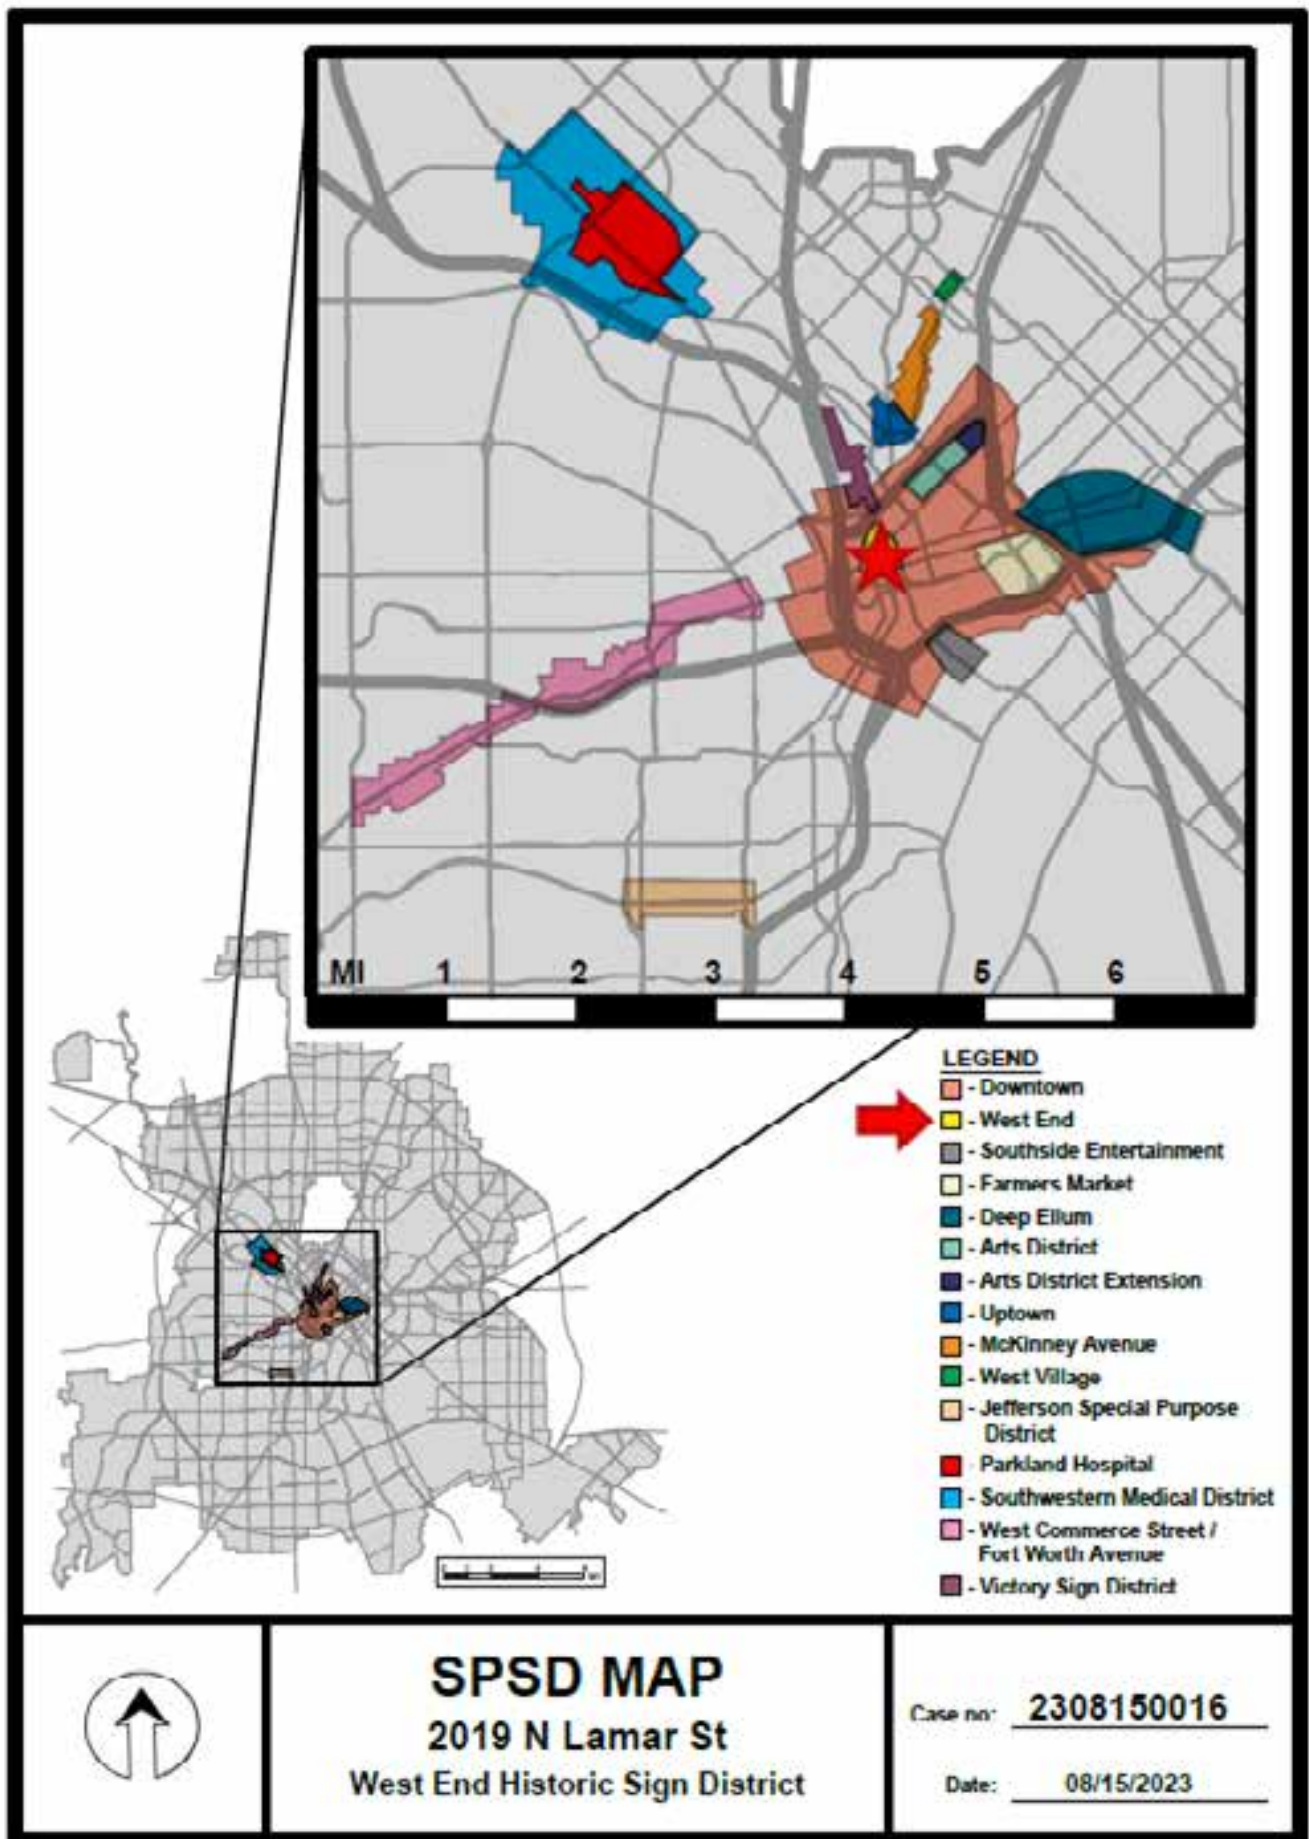 MI 1 2 3 4 5 6
LEGEND
- Downtown
- West End
- Southside Entertainment
- Farmers Market
- Deep Ellum
- Arts District
- Arts District Extension
- Uptown
- McKinney Avenue
- West Village
- Jefferson Special Purpose
District
Parkland Hospital
- Southwestern Medical District
- West Commerce Street /
Fort Worth Avenue
- Victory Sign District
SPSD MAP
2019 N Lamar St
West End Historic Sign District
Case no: 2308150016
Date: 08/15/2023